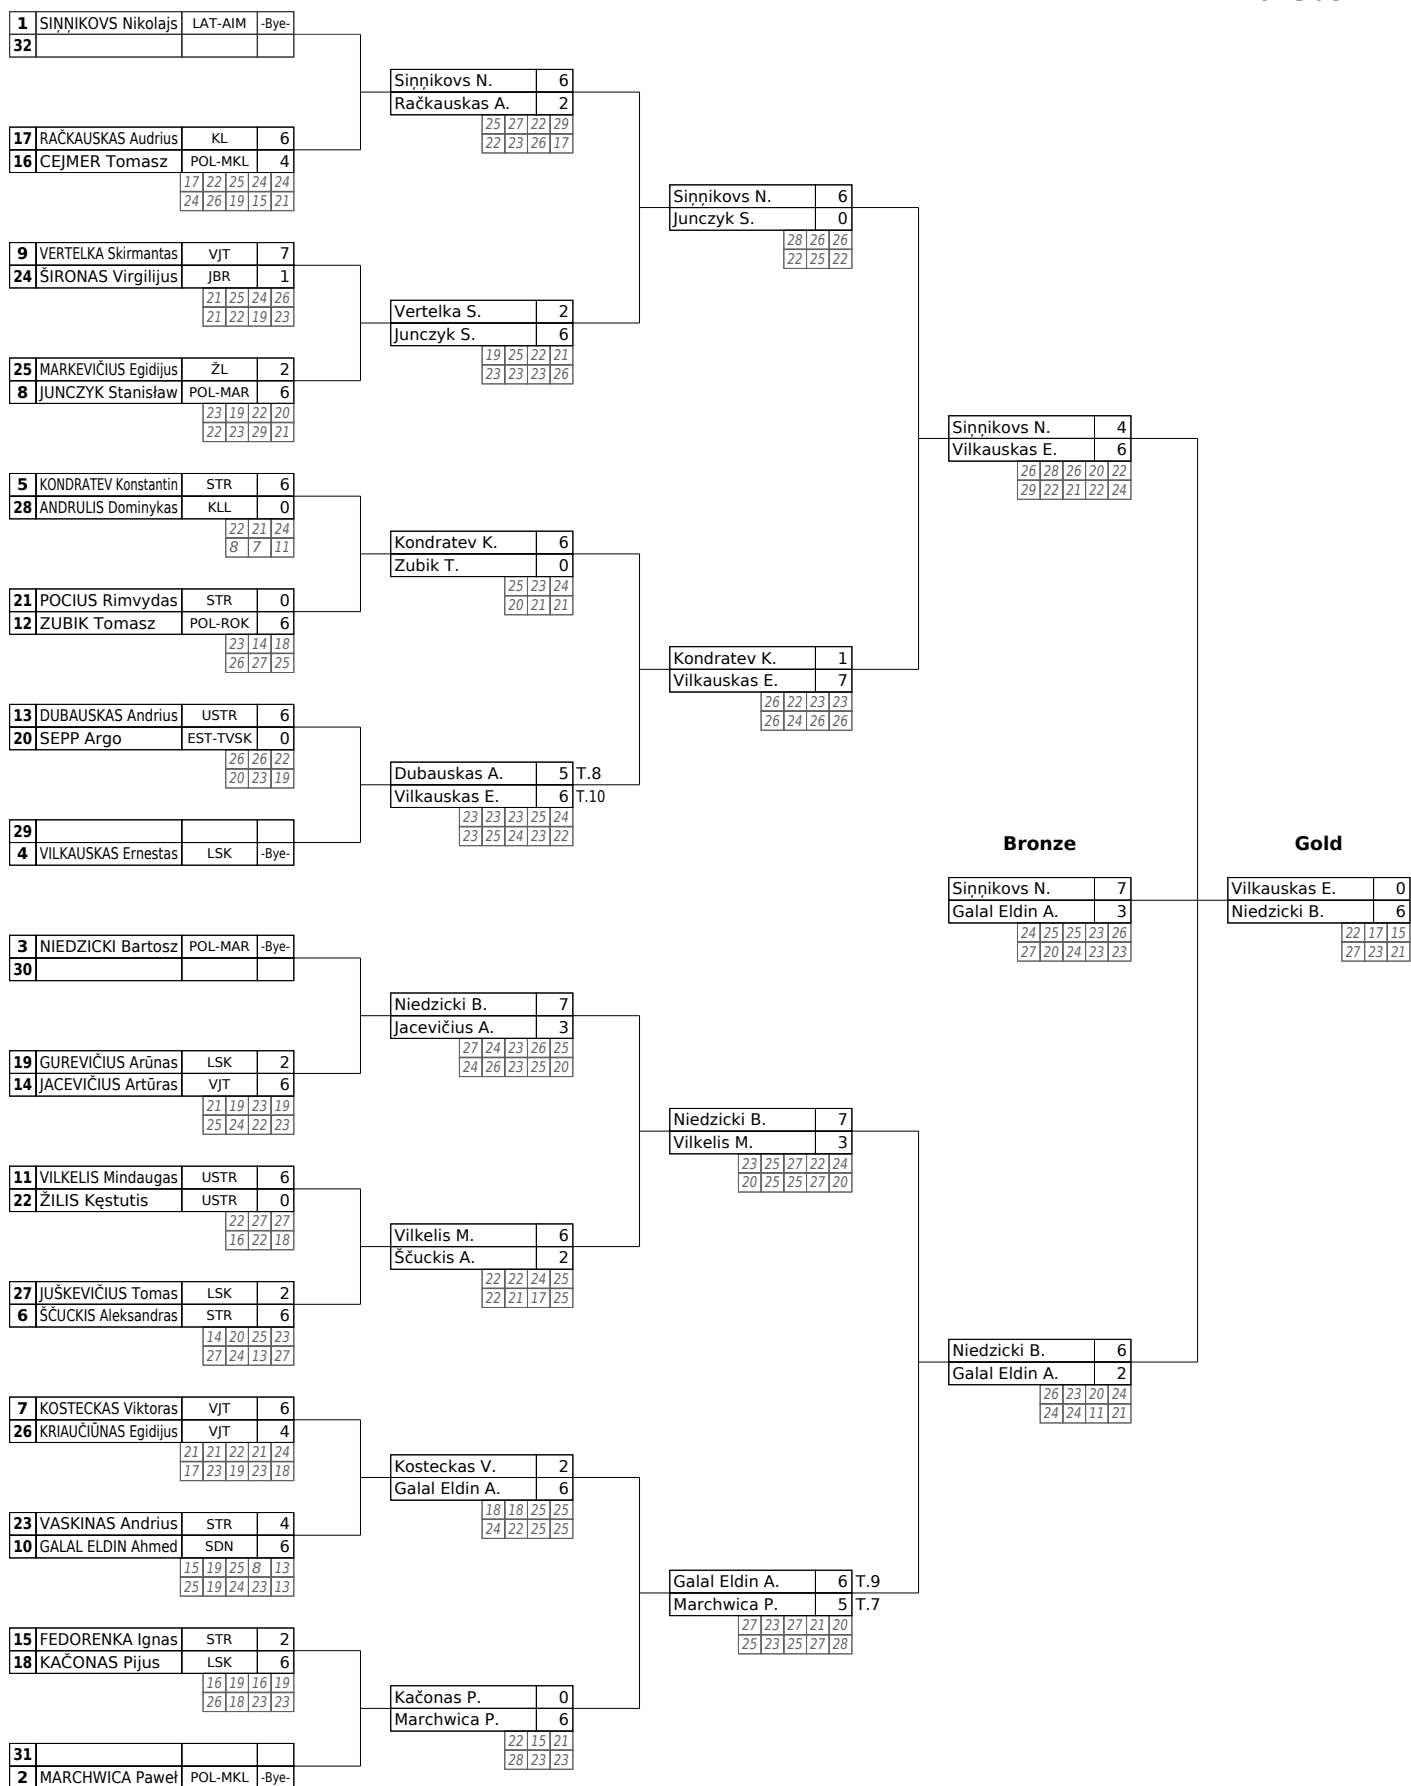 1 SIŅŅIKOVS Nikolajs LAT-AIM -Bye-
32
17 RAČKAUSKAS Audrius KL 6
16 CEJMER Tomasz POL-MKL 4
17 22 25 24 24
24 26 19 15 21
9 VERTELKA Skirmantas VJT 7
24 ŠIRONAS Virgilijus JBR 1
21 25 24 26
21 22 19 23
25 MARKEVIČIUS Egidijus ŽL 2
8 JUNCZYK Stanisław POL-MAR 6
23 19 22 20
22 23 29 21
5 KONDRATEV Konstantin STR 6
28 ANDRULIS Dominykas KLL 0
22 21 24
8 7 11
21 POCIUS Rimvydas STR 0
12 ZUBIK Tomasz POL-ROK 6
23 14 18
26 27 25
13 DUBAUSKAS Andrius USTR 6
20 SEPP Argo EST-TVSK 0
26 26 22
20 23 19
29 -Bye-
4 VILKAUSKAS Ernestas LSK -Bye-
3 NIEDZICKI Bartosz POL-MAR -Bye-
30
19 GUREVIČIUS Arūnas LSK 2
14 JACEVIČIUS Artūras VJT 6
21 19 23 19
25 24 22 23
11 VILKELIS Mindaugas USTR 6
22 ŽILIS Kęstutis USTR 0
22 27 27
16 22 18
27 JUŠKEVIČIUS Tomas LSK 2
6 ŠČUCKIS Aleksandras STR 6
14 20 25 23
27 24 13 27
7 KOSTECKAS Viktoras VJT 6
26 KRIAUČIŪNAS Egidijus VJT 4
21 21 22 21 24
17 23 19 23 18
23 VASKINAS Andrius STR 4
10 GALAL ELDIN Ahmed SDN 6
15 19 25 8 13
25 19 24 23 13
15 FEDORENKA Ignas STR 2
18 KAČONAS Pijus LSK 6
16 19 16 19
26 18 23 23
31
2 MARCHWICA Paweł POL-MKL -Bye-
Siņņikovs N. 6
Račkauskas A. 2
25 27 22 29
22 23 26 17
Vertelka S. 2
Junczyk S. 6
19 25 22 21
23 23 23 26
Kondratev K. 6
Zubik T. 0
25 23 24
20 21 21
Dubauskas A. 5 T.8
Vilkauskas E. 6 T.10
23 23 23 25 24
23 25 24 23 22
Niedzicki B. 7
Jacevičius A. 3
27 24 23 26 25
24 26 23 25 20
Vilkelis M. 6
Ščuckis A. 2
22 22 24 25
22 21 17 25
Kosteckas V. 2
Galal Eldin A. 6
18 18 25 25
24 22 25 25
Kačonas P. 0
Marchwica P. 6
22 15 21
28 23 23
Siņņikovs N. 6
Junczyk S. 0
28 26 26
22 25 22
Kondratev K. 1
Vilkauskas E. 7
26 22 23 23
26 24 26 26
Niedzicki B. 7
Vilkelis M. 3
23 25 27 22 24
20 25 25 27 20
Galal Eldin A. 6 T.9
Marchwica P. 5 T.7
27 23 27 21 20
25 23 25 27 28
Siņņikovs N. 4
Vilkauskas E. 6
26 28 26 20 22
29 22 21 22 24
Niedzicki B. 6
Galal Eldin A. 2
26 23 20 24
24 24 11 21
Bronze
Siņņikovs N. 7
Galal Eldin A. 3
24 25 25 23 26
27 20 24 23 23
Gold
Vilkauskas E. 0
Niedzicki B. 6
22 17 15
27 23 21